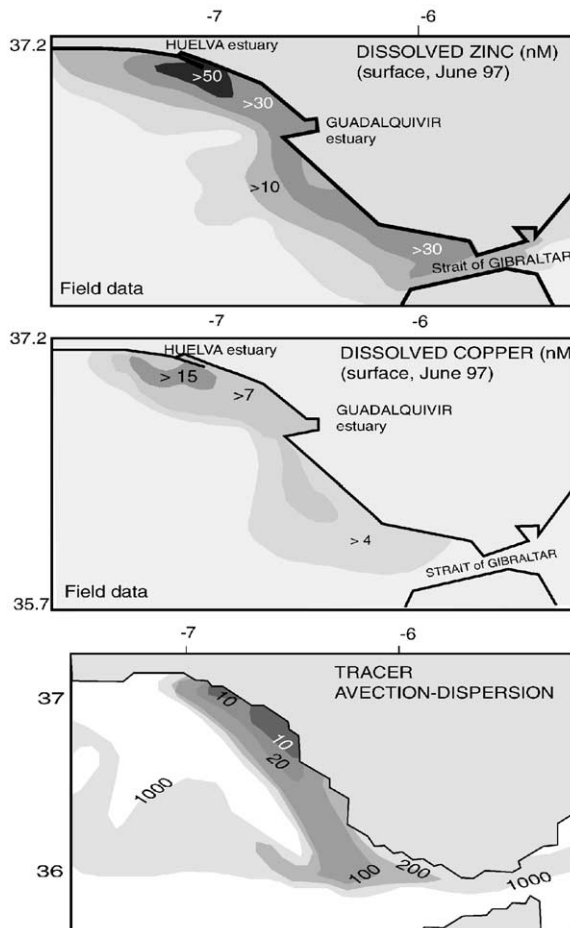 -7 -6
37.2
HUELVA estuary
DISSOLVED ZINC (nM)
(surface, June 97)
>50
>30
GUADALQUIVIR
estuary
>10
>30
Strait of GIBRALTAR
Field data
-7 -6
37.2
HUELVA estuary
DISSOLVED COPPER (nM
(surface, June 97)
> 15
>7
GUADALQUIVIR
estuary
> 4
STRAIT of GIBRALTAR
Field data
35.7
-7 -6
37
TRACER
AVECTION-DISPERSION
10
10
20
1000
36
100
200
1000